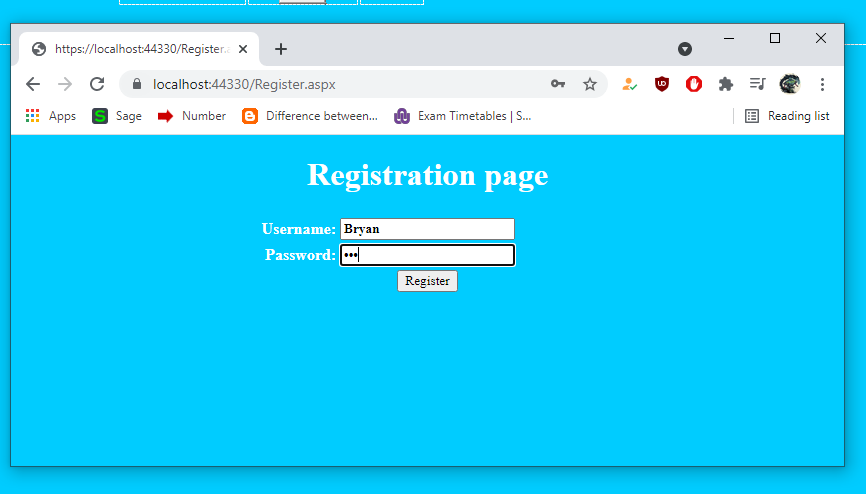 https://localhost:44330/Register.a
localhost:44330/Register.aspx
Apps Sage Number Difference between... Exam Timetables | S... Reading list
Registration page
Username: Bryan
Password: •••
Register